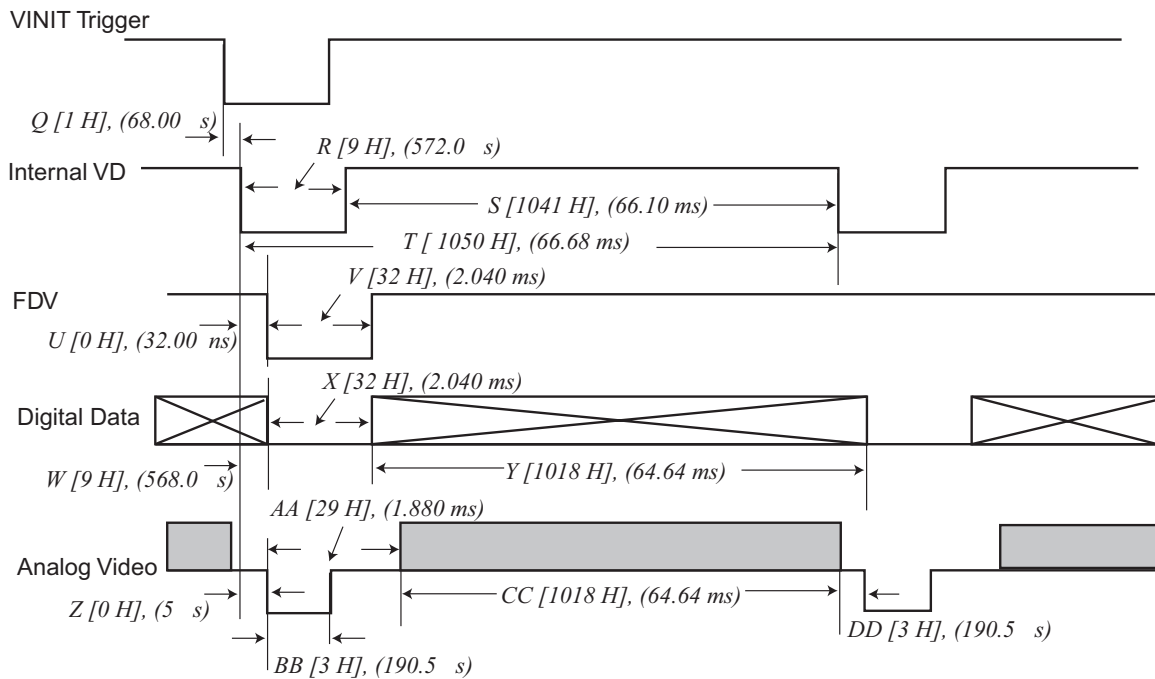 VINIT Trigger
Q [1 H], (68.00 s)
R [9 H], (572.0 s)
Internal VD
S [1041 H], (66.10 ms)
T [ 1050 H], (66.68 ms)
V [32 H], (2.040 ms)
FDV
U [0 H], (32.00 ns)
X [32 H], (2.040 ms)
Digital Data
Y [1018 H], (64.64 ms)
W [9 H], (568.0 s)
AA [29 H], (1.880 ms)
Analog Video
CC [1018 H], (64.64 ms)
Z [0 H], (5 s)
DD [3 H], (190.5 s)
BB [3 H], (190.5 s)